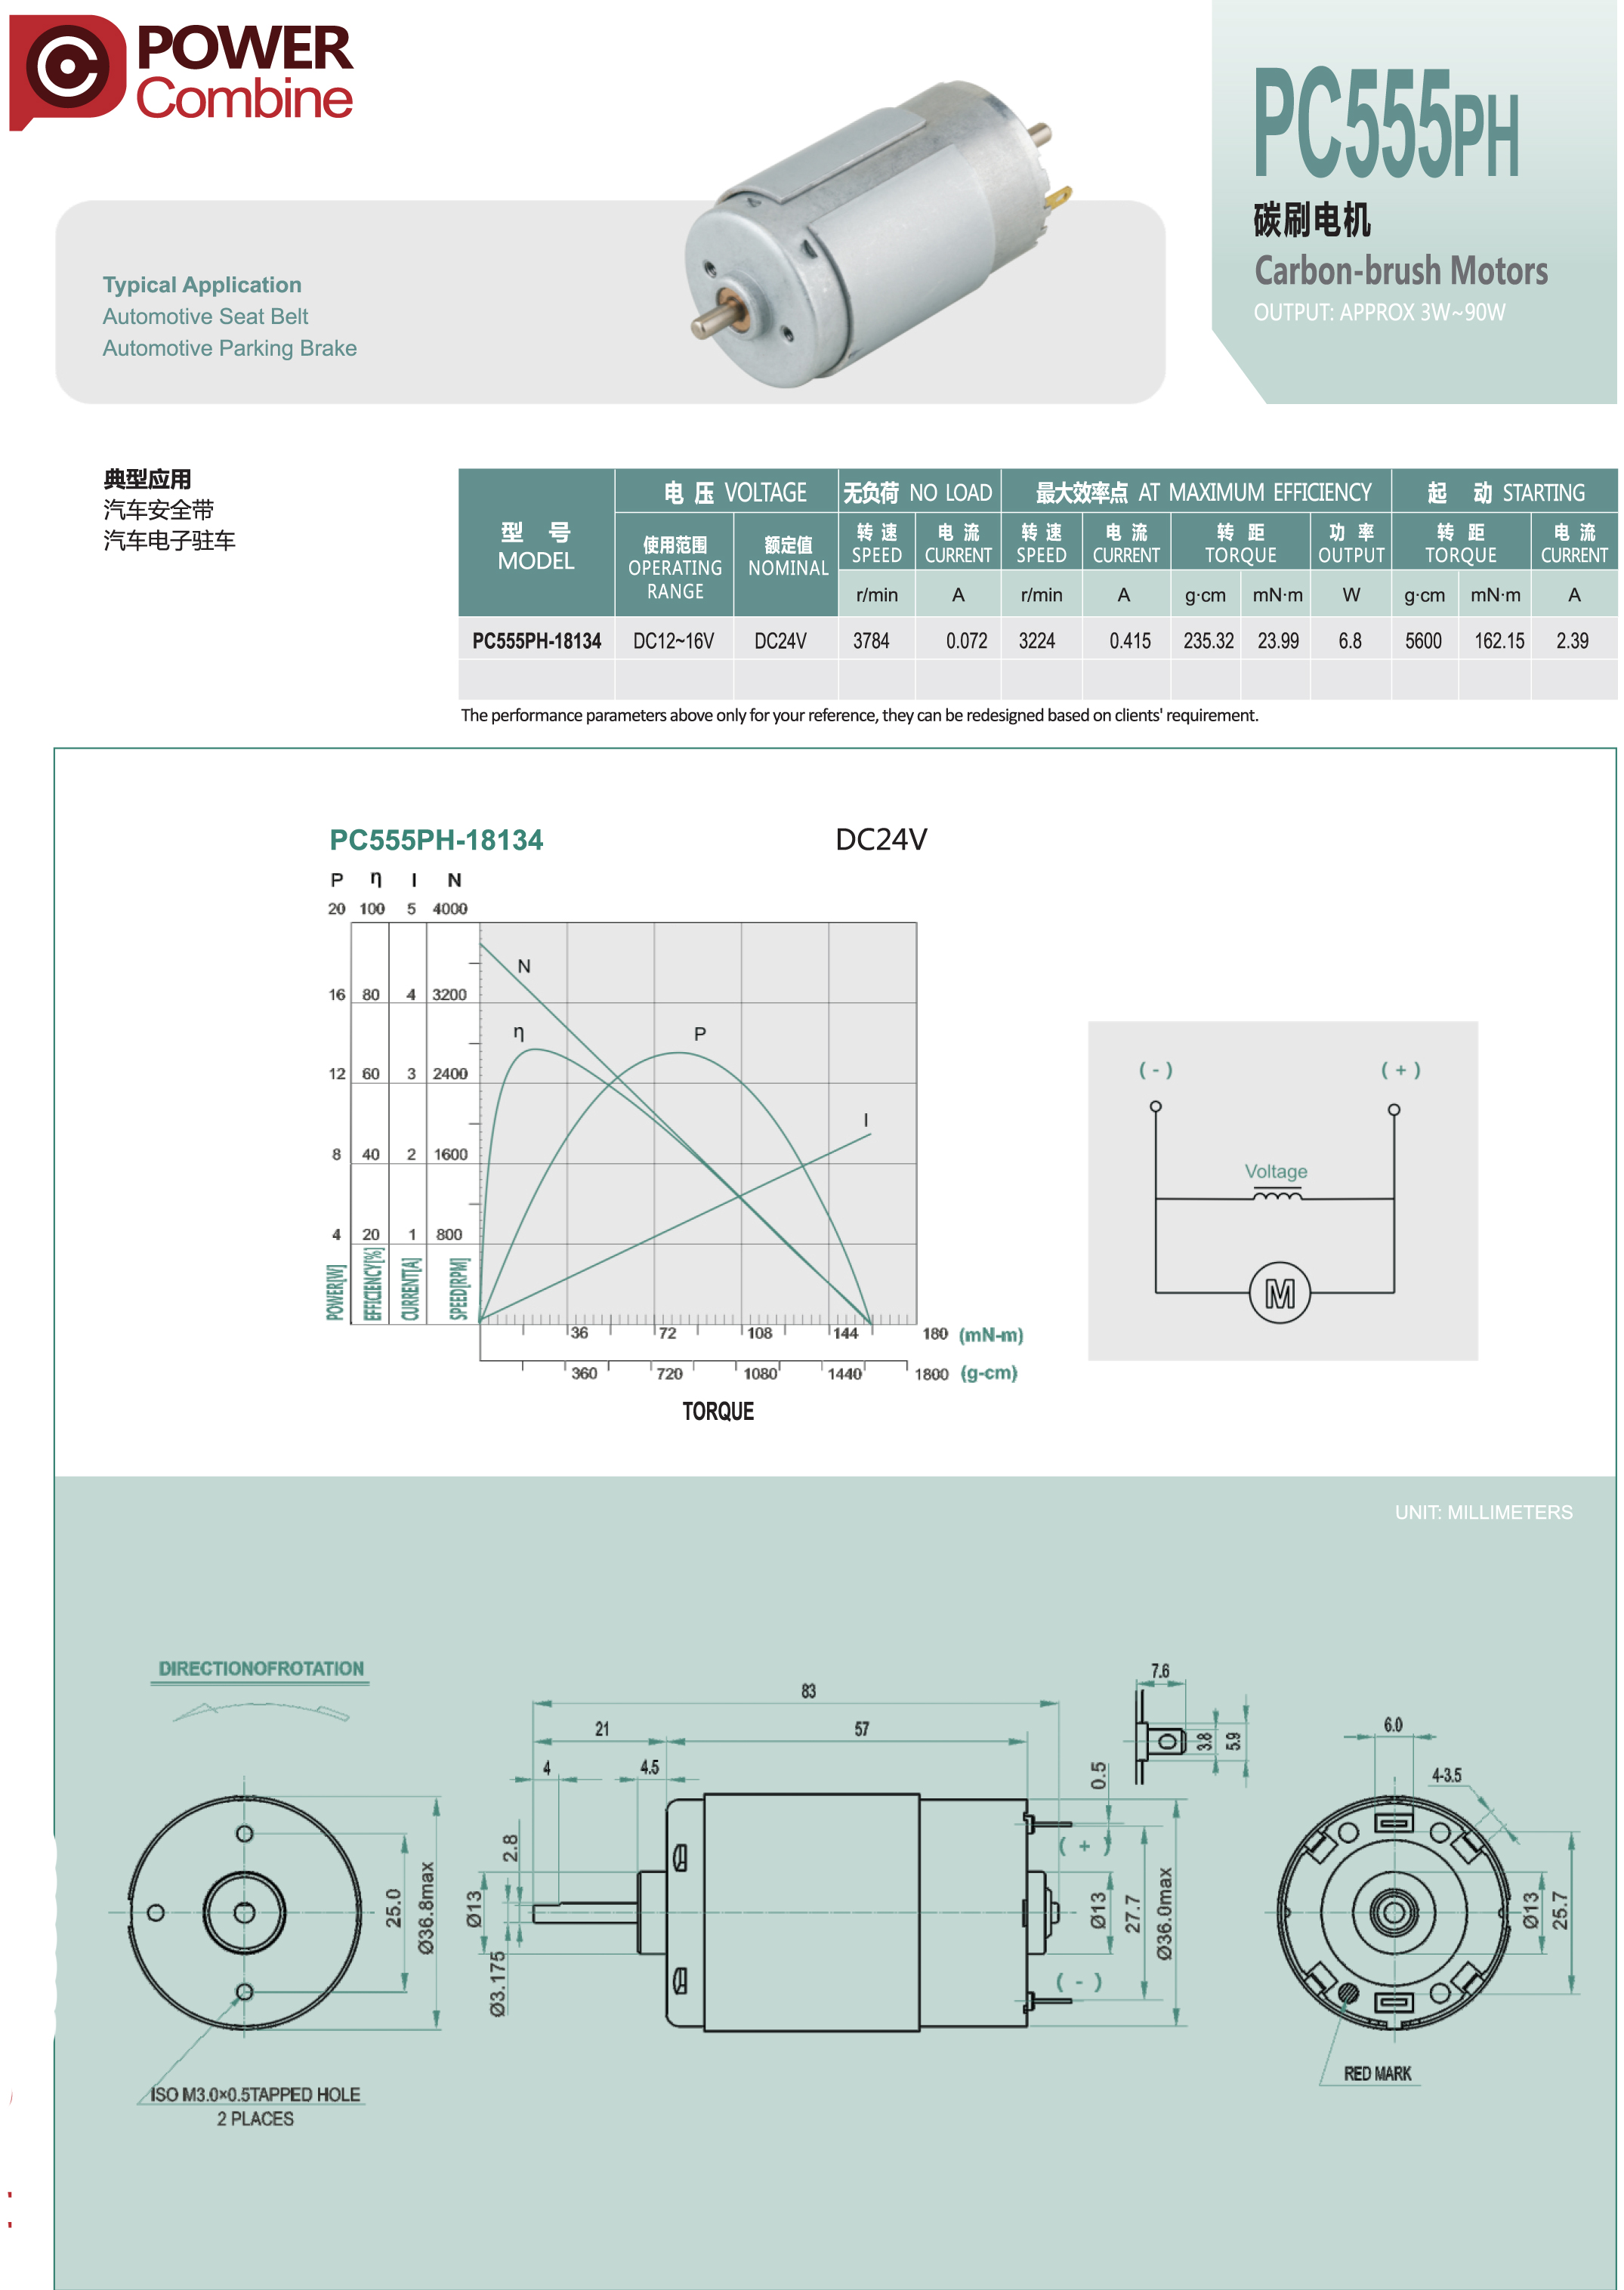 POWER
Combine
PC555PH
碳刷电机
Carbon-brush Motors
OUTPUT: APPROX 3W~90W
Typical Application
Automotive Seat Belt
Automotive Parking Brake
典型应用
汽车安全带
汽车电子驻车
型 号 MODEL
电 压 VOLTAGE
无负荷 NO LOAD
最大效率点 AT MAXIMUM EFFICIENCY
起 动 STARTING
使用范围 OPERATING RANGE
额定值 NOMINAL
转 速 SPEED
电 流 CURRENT
转 速 SPEED
电 流 CURRENT
转 距 TORQUE
功 率 OUTPUT
转 距 TORQUE
电 流 CURRENT
r/min A r/min A g·cm mN·m W g·cm mN·m A
PC555PH-18134 DC12~16V DC24V 3784 0.072 3224 0.415 235.32 23.99 6.8 5600 162.15 2.39
The performance parameters above only for your reference, they can be redesigned based on clients' requirement.
PC555PH-18134 DC24V
P η I N
20 100 5 4000
N
16 80 4 3200
η P
12 60 3 2400
I
8 40 2 1600
4 20 1 800
POWER[W] EFFICIENCY[%] CURRENT[A] SPEED[RPM]
36 72 108 144 180 (mN-m)
360 720 1080 1440 1800 (g-cm)
TORQUE
( - ) ( + )
Voltage
M
UNIT: MILLIMETERS
DIRECTIONOFROTATION
25.0
Ø36.8max
ISO M3.0×0.5TAPPED HOLE
2 PLACES
83
21 57
4 4.5
2.8
Ø13
Ø3.175
0.5
( + )
Ø13
27.7
Ø36.0max
( - )
7.6
3.8
5.9
6.0
4-3.5
Ø13
25.7
RED MARK